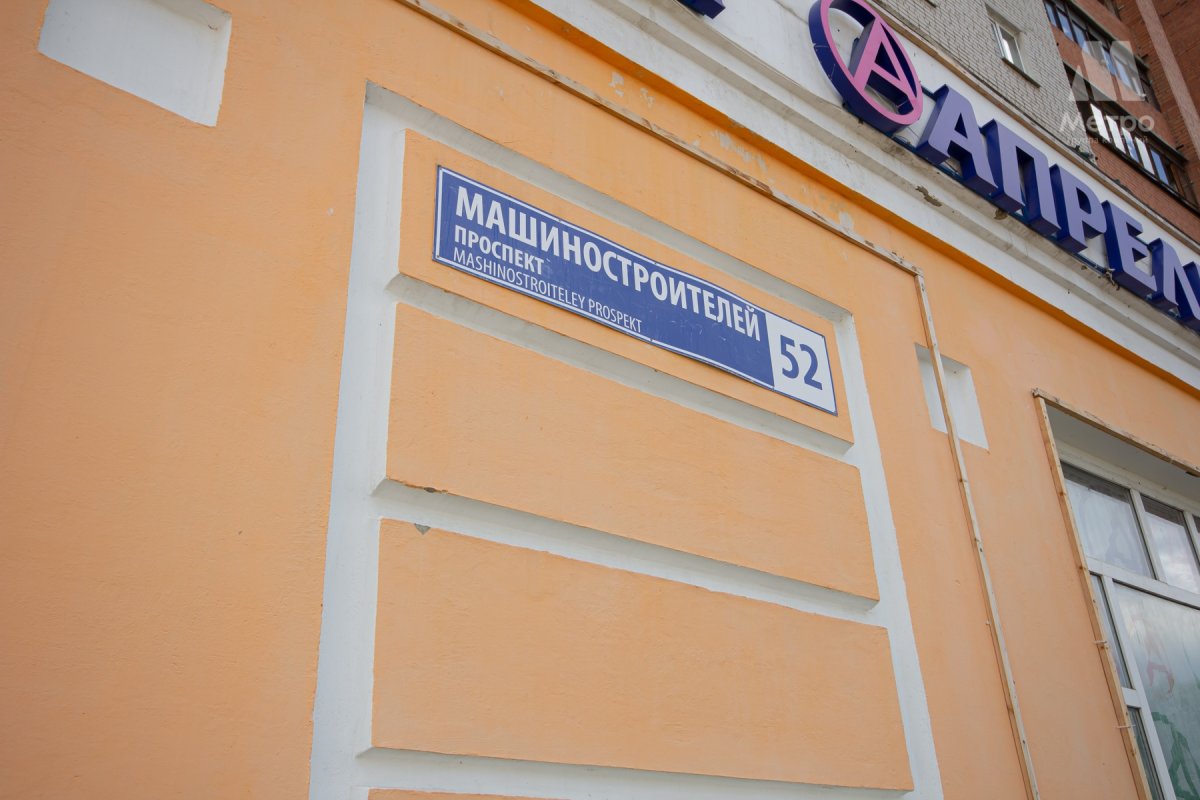 А АПРЕЛ
Метро
МАШИНОСТРОИТЕЛЕЙ
ПРОСПЕКТ
MASHINOSTROITELEY PROSPEKT
52